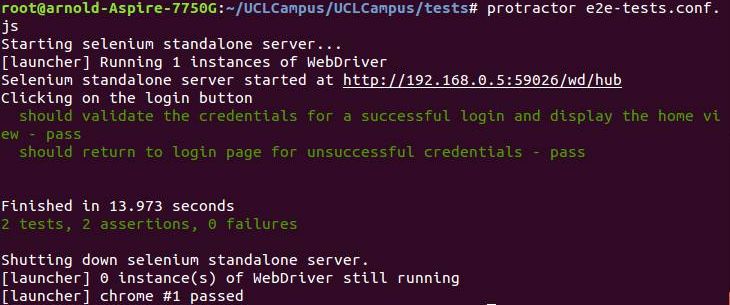 root@arnold-Aspire-7750G:~/UCLCampus/UCLCampus/tests# protractor e2e-tests.conf.
js
Starting selenium standalone server...
[launcher] Running 1 instances of WebDriver
Selenium standalone server started at http://192.168.0.5:59026/wd/hub
Clicking on the login button
  should validate the credentials for a successful login and display the home vi
ew - pass
  should return to login page for unsuccessful credentials - pass
Finished in 13.973 seconds
2 tests, 2 assertions, 0 failures
Shutting down selenium standalone server.
[launcher] 0 instance(s) of WebDriver still running
[launcher] chrome #1 passed